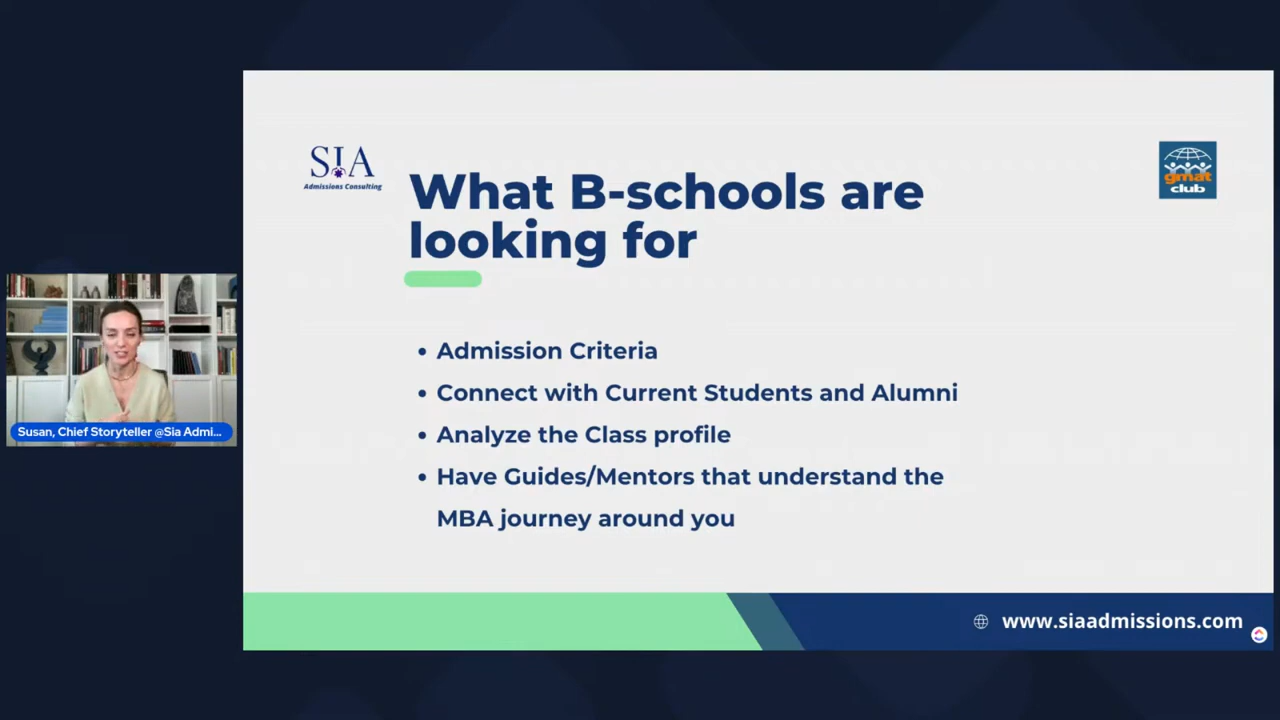 SIA
Admissions Consulting
What B-schools are
looking for
gmat
club
• Admission Criteria
• Connect with Current Students and Alumni
• Analyze the Class profile
• Have Guides/Mentors that understand the
MBA journey around you
Susan, Chief Storyteller @Sia Admi...
www.siaadmissions.com